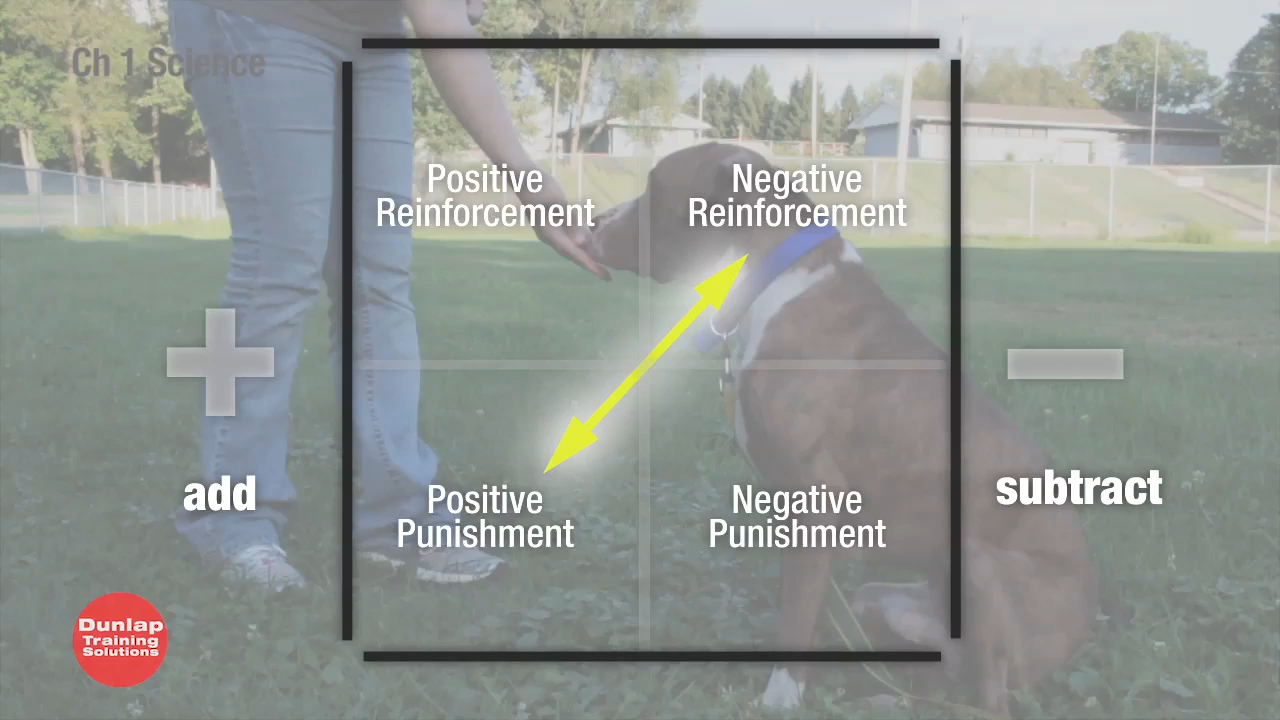 Ch 1 Science
Positive
Reinforcement
Negative
Reinforcement
add
subtract
Positive
Punishment
Negative
Punishment
Dunlap
Training
Solutions